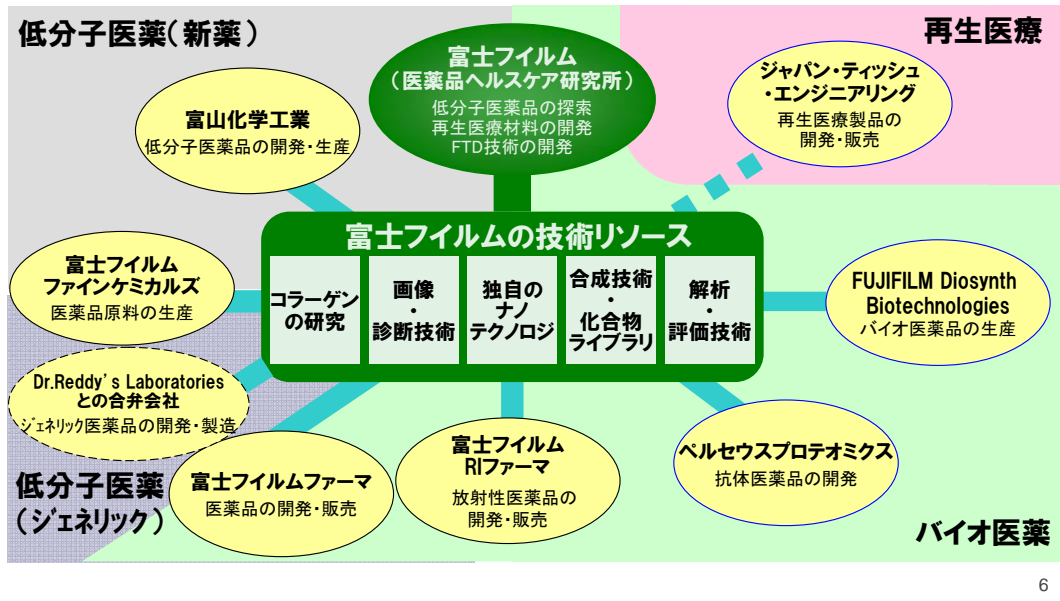 低分子医薬(新薬)
再生医療
富士フイルム
(医薬品ヘルスケア研究所)
低分子医薬品の探索
再生医療材料の開発
FTD技術の開発
ジャパン・ティッシュ
・エンジニアリング
再生医療製品の
開発・販売
富山化学工業
低分子医薬品の開発・生産
富士フイルムの技術リソース
コラーゲン
の研究
画像
・
診断技術
独自の
ナノ
テクノロジ
合成技術
・
化合物
ライブラリ
解析
・
評価技術
富士フイルム
ファインケミカルズ
医薬品原料の生産
FUJIFILM Diosynth
Biotechnologies
バイオ医薬品の生産
Dr.Reddy's Laboratories
との合弁会社
ジェネリック医薬品の開発・製造
富士フイルムファーマ
医薬品の開発・販売
富士フイルム
RIファーマ
放射性医薬品の
開発・販売
ペルセウスプロテオミクス
抗体医薬品の開発
低分子医薬
(ジェネリック)
バイオ医薬
6